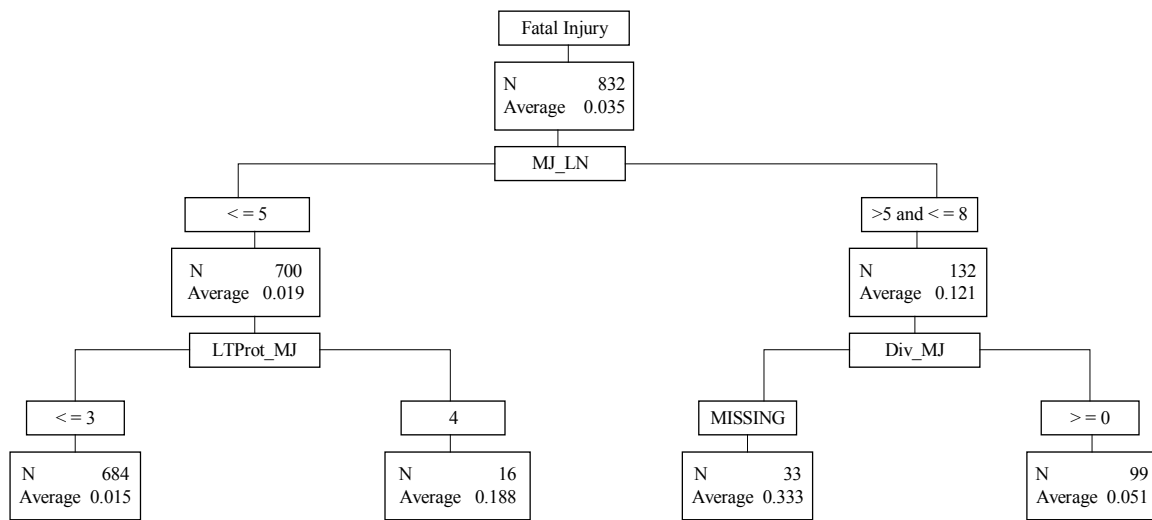 Fatal Injury
N 832
Average 0.035
MJ_LN
< = 5
>5 and < = 8
N 700
Average 0.019
N 132
Average 0.121
LTProt_MJ
Div_MJ
< = 3
4
MISSING
> = 0
N 684
Average 0.015
N 16
Average 0.188
N 33
Average 0.333
N 99
Average 0.051